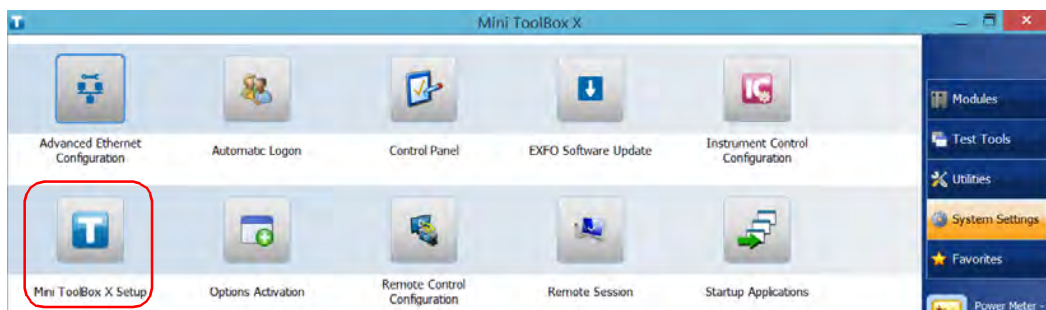 Mini ToolBox X
Advanced Ethernet
Configuration
Automatic Logon
Control Panel
EXFO Software Update
Instrument Control
Configuration
Mini ToolBox X Setup
Options Activation
Remote Control
Configuration
Remote Session
Startup Applications
Modules
Test Tools
Utilities
System Settings
Favorites
Power Meter -